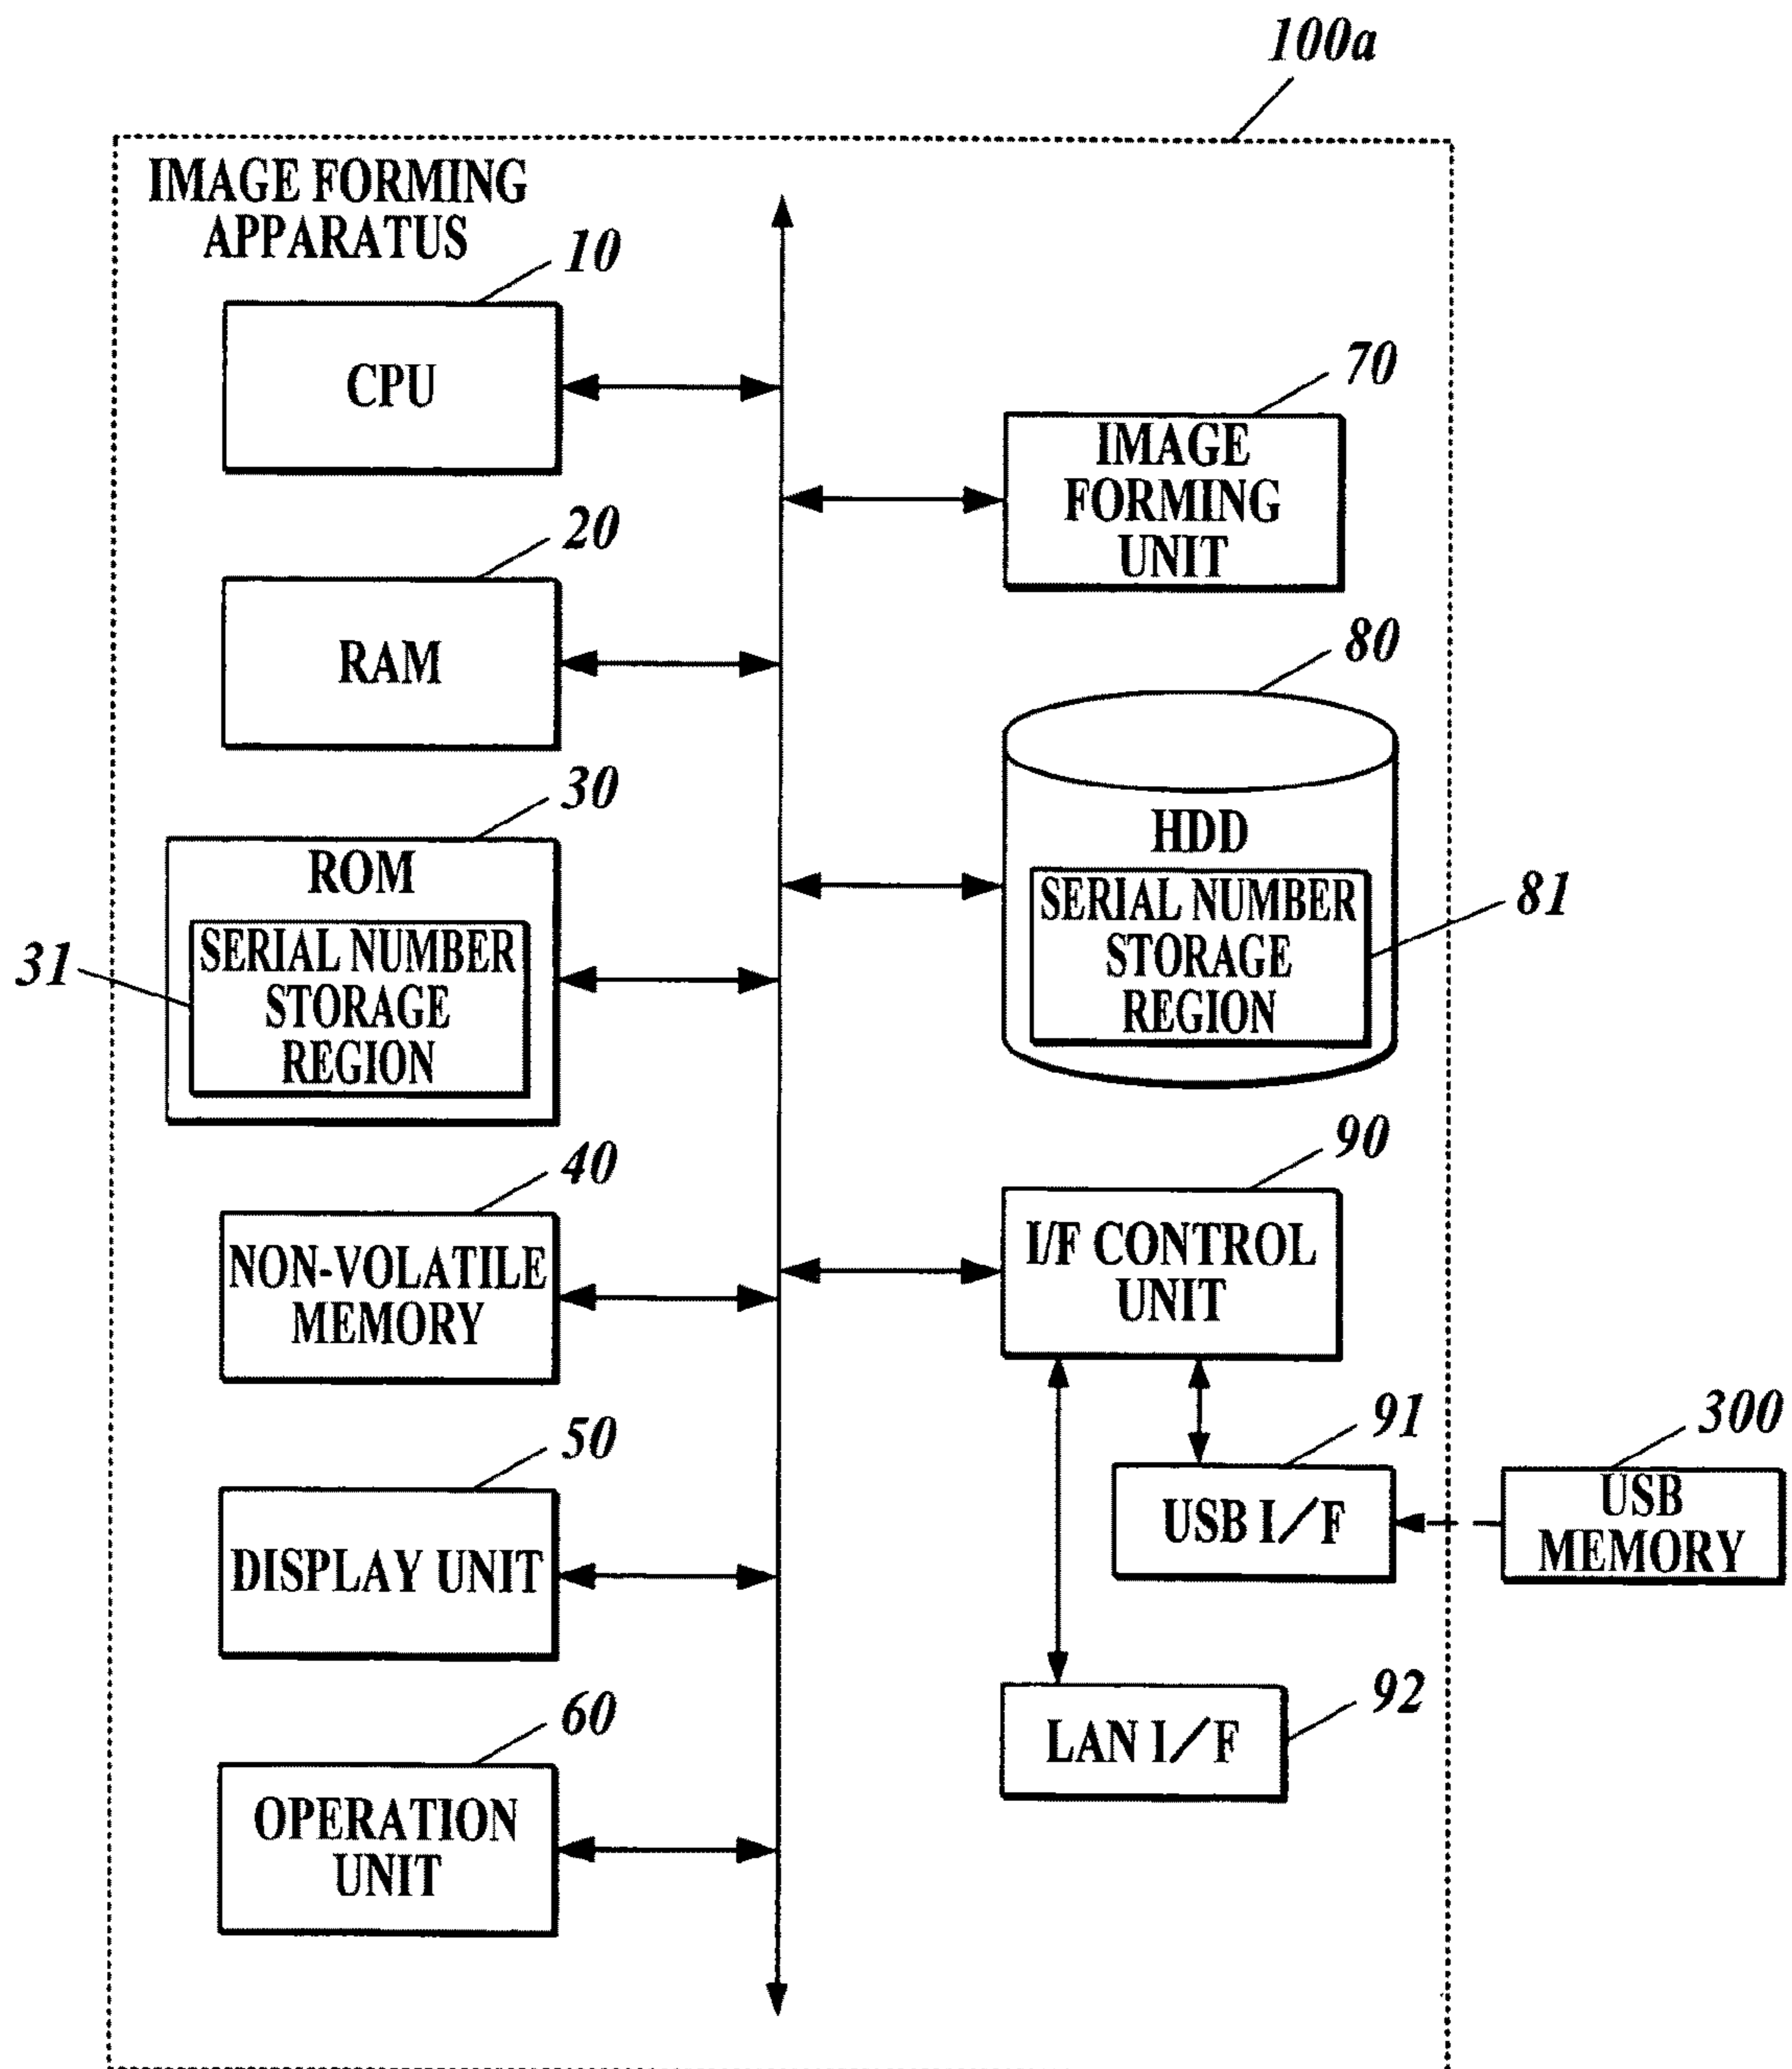 100a
IMAGE FORMING
APPARATUS
10
CPU
70
IMAGE
FORMING
UNIT
20
RAM
80
HDD
SERIAL NUMBER
STORAGE
REGION
81
30
ROM
31
SERIAL NUMBER
STORAGE
REGION
40
NON-VOLATILE
MEMORY
90
I/F CONTROL
UNIT
50
DISPLAY UNIT
91
USB I/F
300
USB
MEMORY
60
OPERATION
UNIT
92
LAN I/F